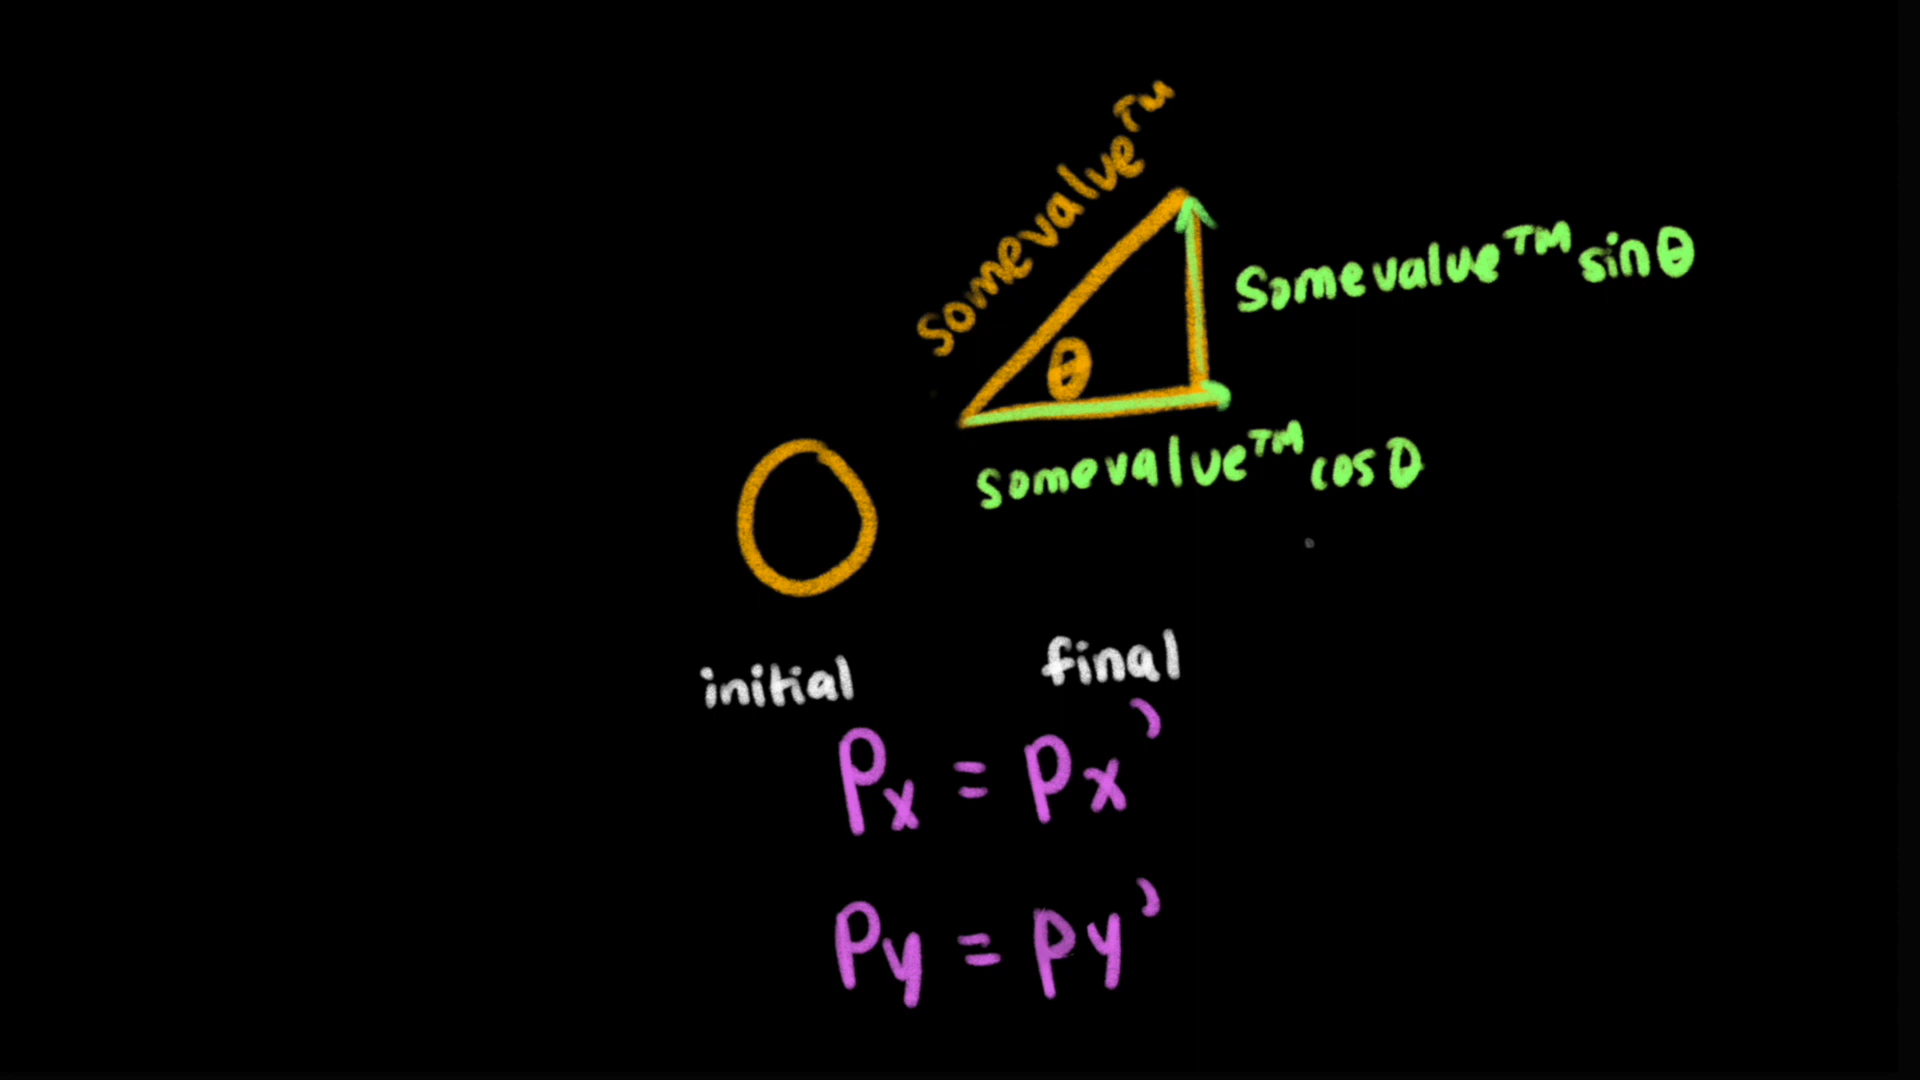 Somevalue™
θ
Somevalue™ sinθ
somevalue™ cosθ
initial final
Px = Px'
Py = Py'